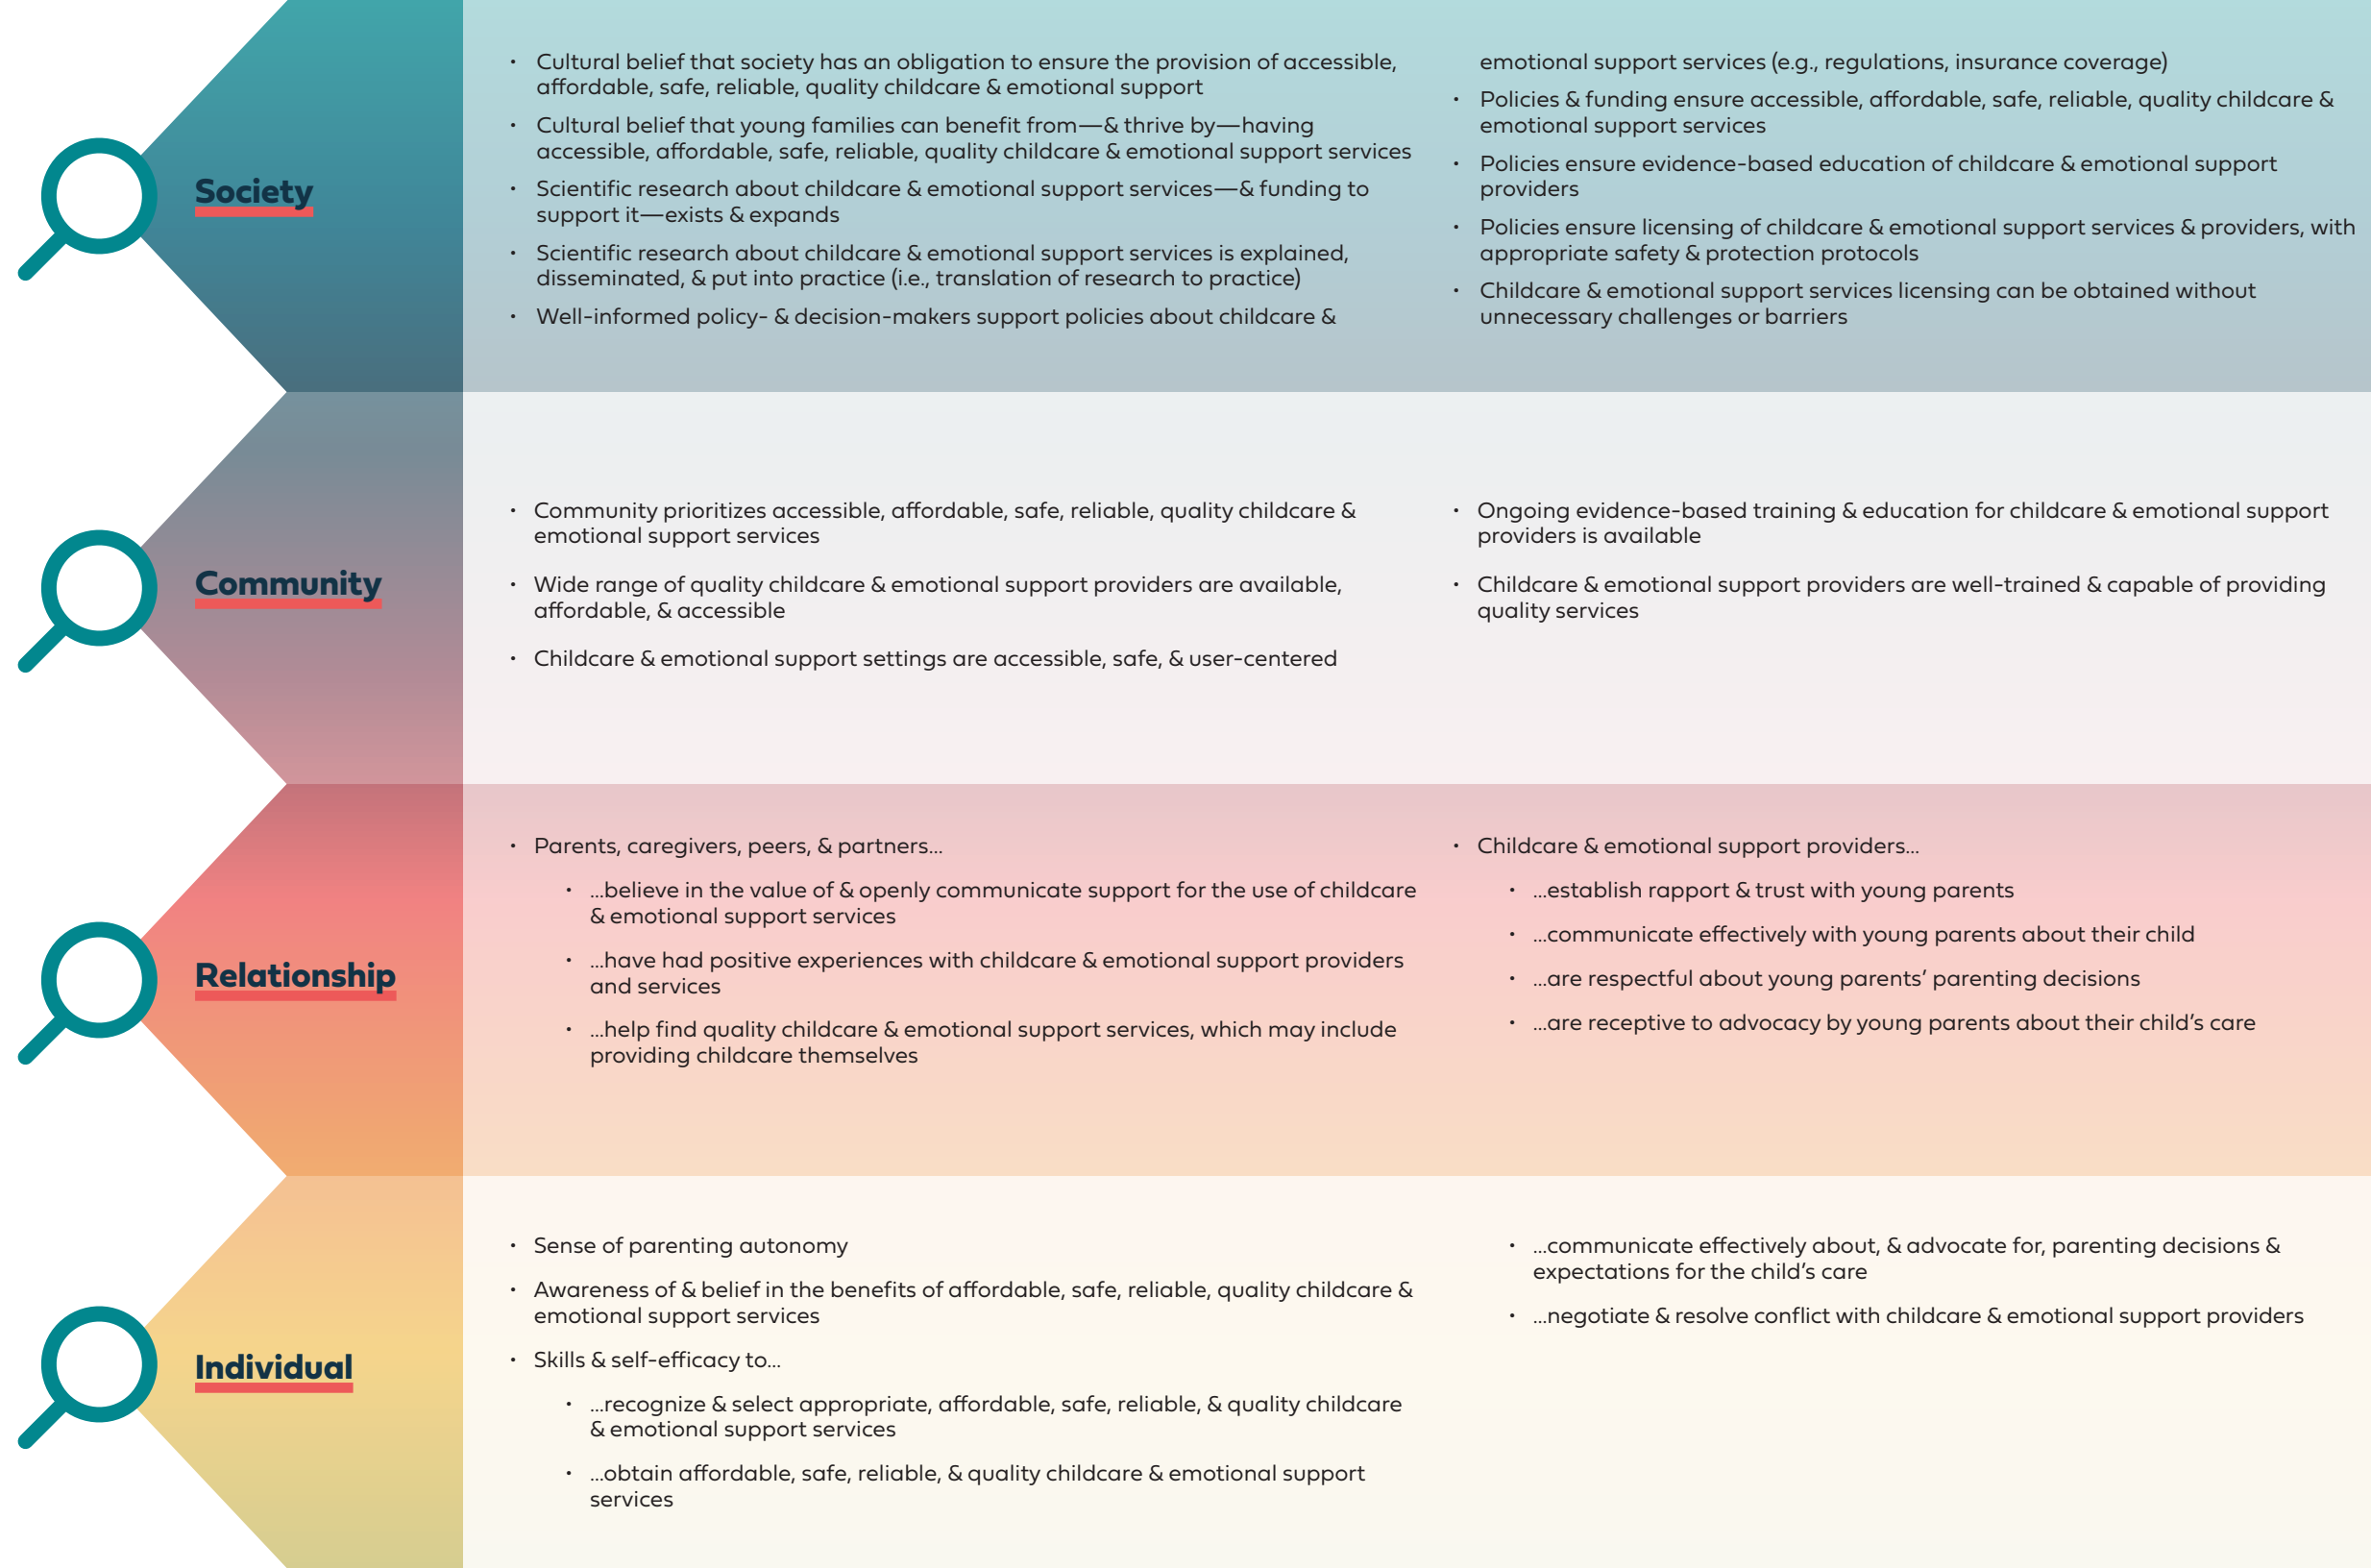 Society
• Cultural belief that society has an obligation to ensure the provision of accessible,
affordable, safe, reliable, quality childcare & emotional support
• Cultural belief that young families can benefit from—& thrive by—having
accessible, affordable, safe, reliable, quality childcare & emotional support services
• Scientific research about childcare & emotional support services—& funding to
support it—exists & expands
• Scientific research about childcare & emotional support services is explained,
disseminated, & put into practice (i.e., translation of research to practice)
• Well-informed policy- & decision-makers support policies about childcare &
emotional support services (e.g., regulations, insurance coverage)
• Policies & funding ensure accessible, affordable, safe, reliable, quality childcare &
emotional support services
• Policies ensure evidence-based education of childcare & emotional support
providers
• Policies ensure licensing of childcare & emotional support services & providers, with
appropriate safety & protection protocols
• Childcare & emotional support services licensing can be obtained without
unnecessary challenges or barriers
Community
• Community prioritizes accessible, affordable, safe, reliable, quality childcare &
emotional support services
• Wide range of quality childcare & emotional support providers are available,
affordable, & accessible
• Childcare & emotional support settings are accessible, safe, & user-centered
• Ongoing evidence-based training & education for childcare & emotional support
providers is available
• Childcare & emotional support providers are well-trained & capable of providing
quality services
Relationship
• Parents, caregivers, peers, & partners...
• ...believe in the value of & openly communicate support for the use of childcare
& emotional support services
• ...have had positive experiences with childcare & emotional support providers
and services
• ...help find quality childcare & emotional support services, which may include
providing childcare themselves
• Childcare & emotional support providers...
• ...establish rapport & trust with young parents
• ...communicate effectively with young parents about their child
• ...are respectful about young parents’ parenting decisions
• ...are receptive to advocacy by young parents about their child’s care
Individual
• Sense of parenting autonomy
• Awareness of & belief in the benefits of affordable, safe, reliable, quality childcare &
emotional support services
• Skills & self-efficacy to...
• ...recognize & select appropriate, affordable, safe, reliable, & quality childcare
& emotional support services
• ...obtain affordable, safe, reliable, & quality childcare & emotional support
services
• ...communicate effectively about, & advocate for, parenting decisions &
expectations for the child’s care
• ...negotiate & resolve conflict with childcare & emotional support providers